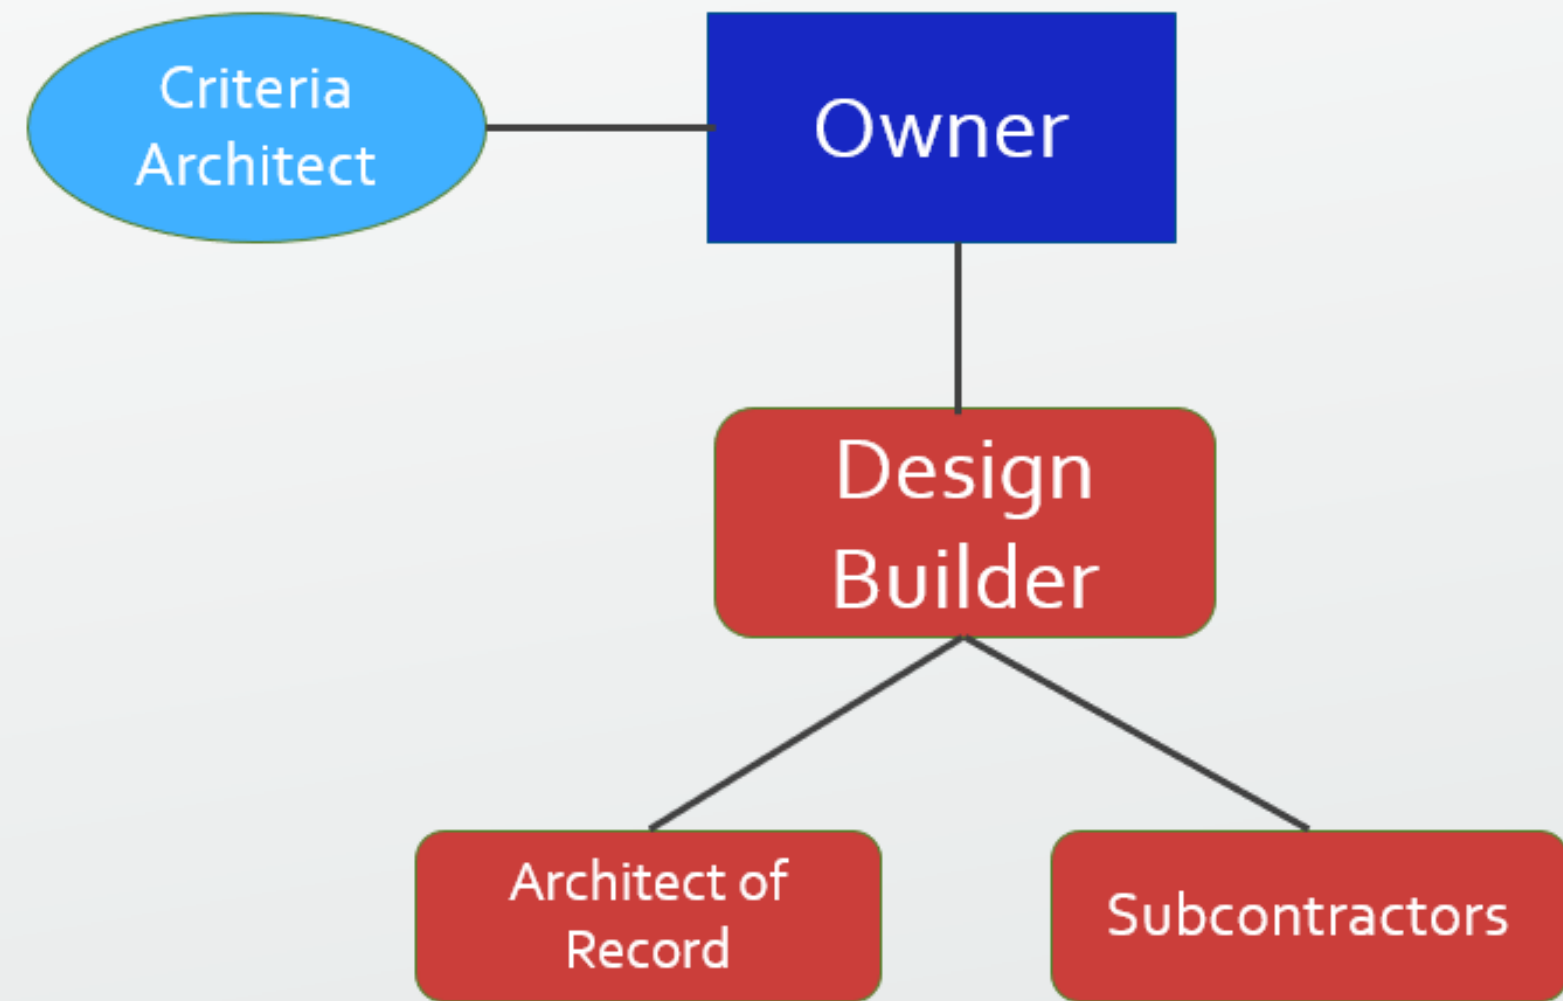 Criteria
Architect
Owner
Design
Builder
Architect of
Record
Subcontractors